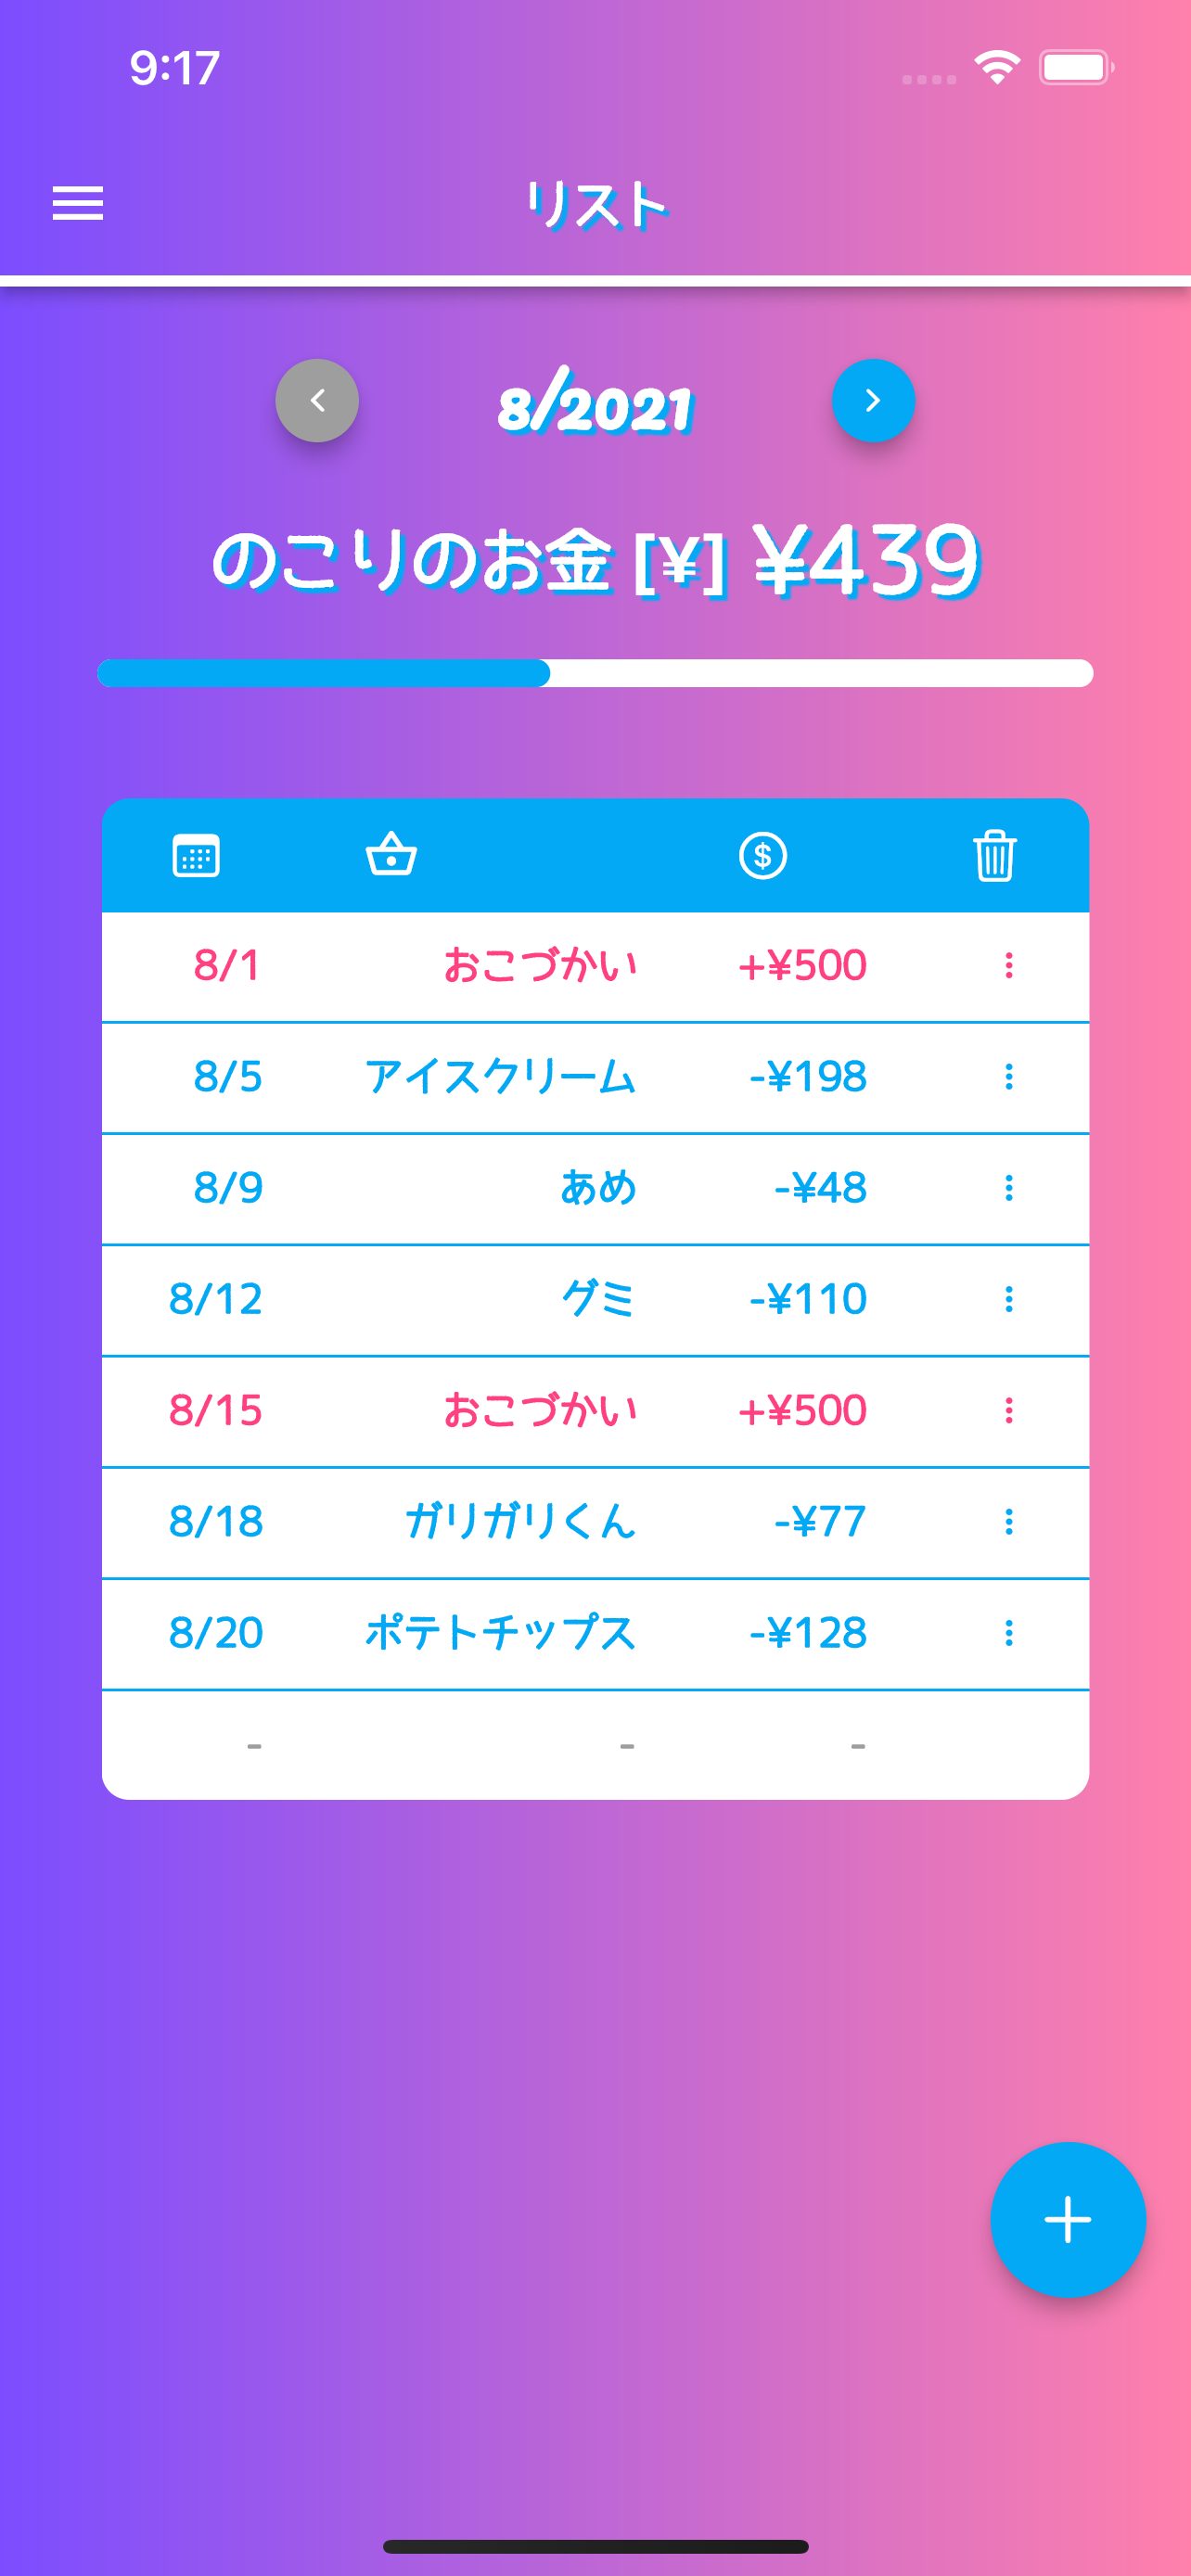 9:17
リスト
8/2021
のこりのお金 [¥] ¥439
8/1 おこづかい +¥500
8/5 アイスクリーム -¥198
8/9 あめ -¥48
8/12 グミ -¥110
8/15 おこづかい +¥500
8/18 ガリガリくん -¥77
8/20 ポテトチップス -¥128
- - -